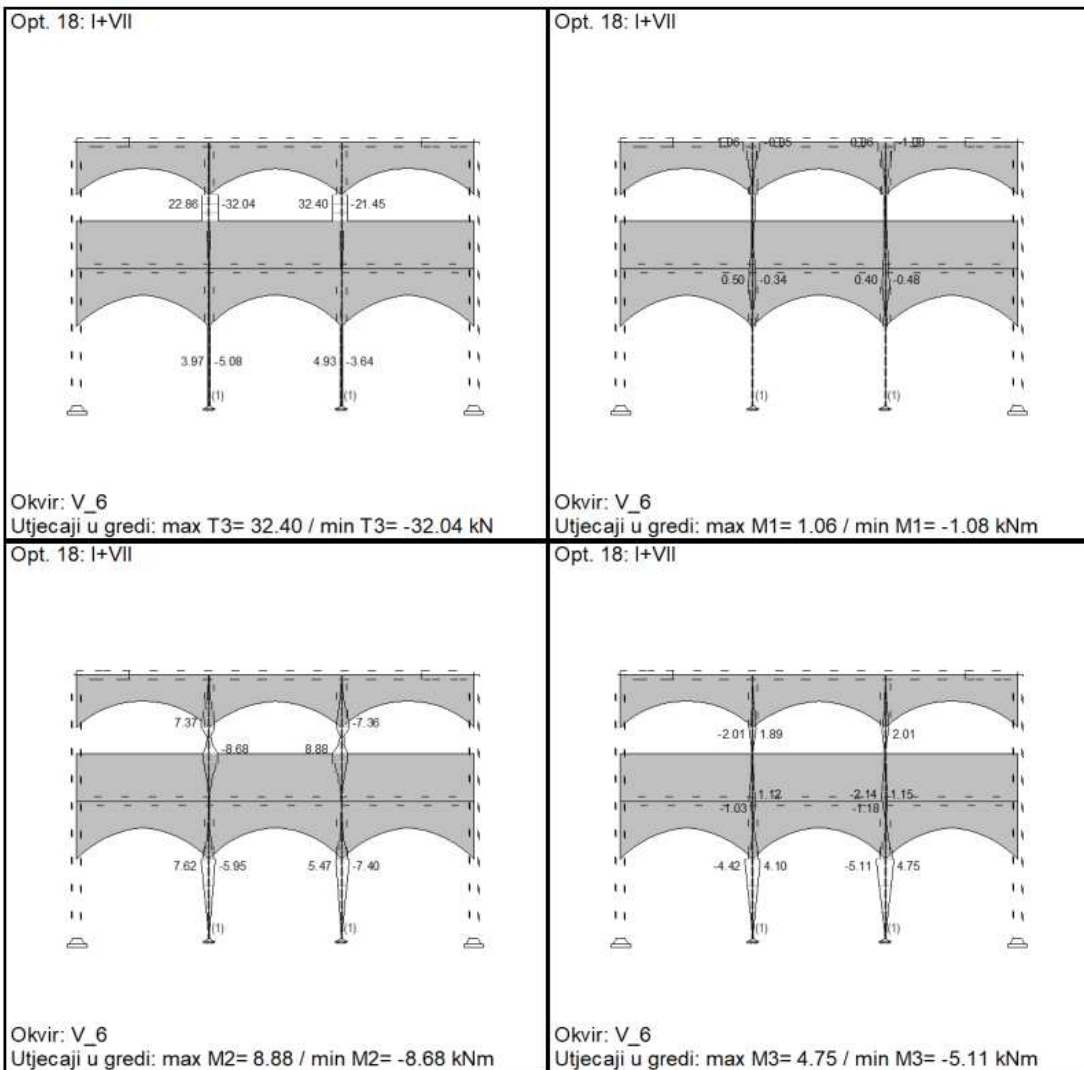 Opt. 18: I+VII
22.86 -32.04 32.40 -21.45
3.97 -5.08 4.93 -3.64
(1) (1)
Okvir: V_6
Utjecaji u gredi: max T3= 32.40 / min T3= -32.04 kN
Opt. 18: I+VII
1.06
0.50 -0.34 0.40 -0.48
(1) (1)
Okvir: V_6
Utjecaji u gredi: max M1= 1.06 / min M1= -1.08 kNm
Opt. 18: I+VII
7.37 -7.36
-8.68 8.88
7.62 -5.95 5.47 -7.40
(1) (1)
Okvir: V_6
Utjecaji u gredi: max M2= 8.88 / min M2= -8.68 kNm
Opt. 18: I+VII
-2.01 1.89 2.01
1.12 -2.14 -1.15
-1.03 -1.18
-4.42 4.10 -5.11 4.75
(1) (1)
Okvir: V_6
Utjecaji u gredi: max M3= 4.75 / min M3= -5.11 kNm